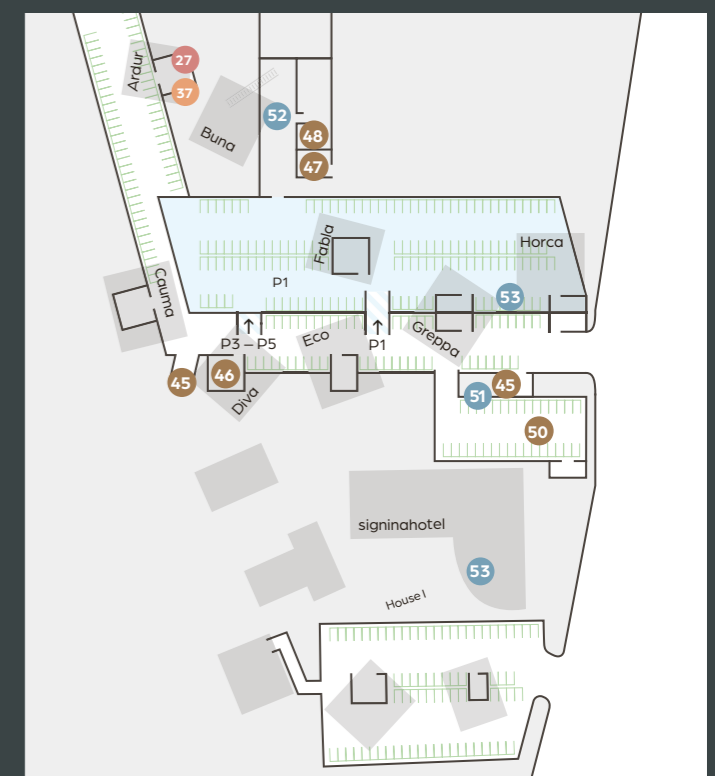 Ardur
27
37
Buna
52
48
47
Fabla
Horca
Cauma
P1
53
P3 – P5
Eco
P1
Greppa
45
46
Diva
51
45
50
signinahotel
53
House I